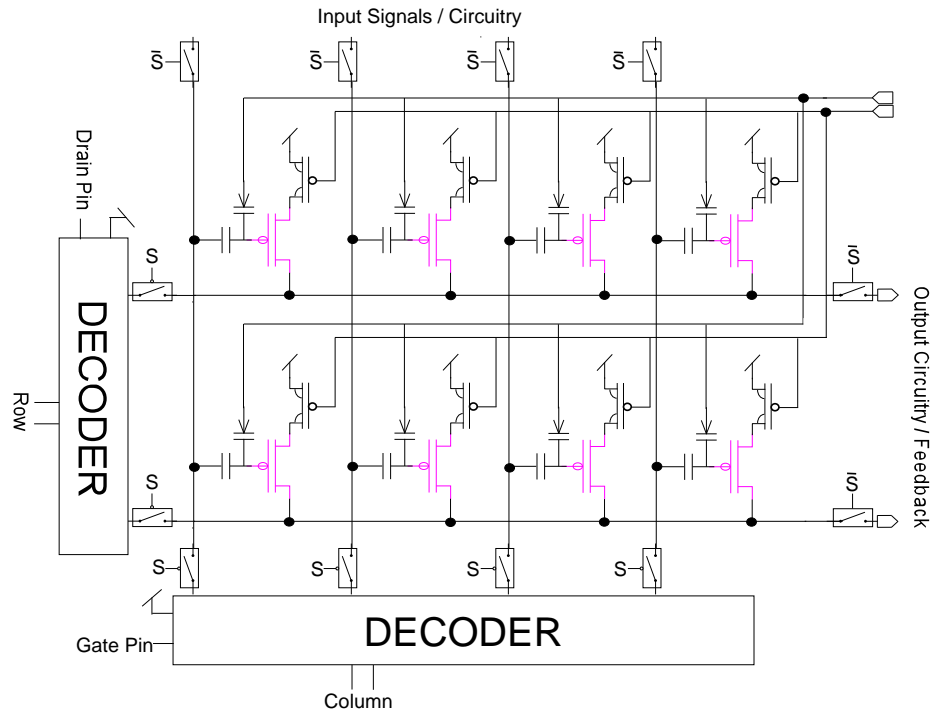 Input Signals / Circuitry
S̅
S̅
S̅
S̅
Drain Pin
S
S̅
DECODER
Row
Output Circuitry / Feedback
S
S̅
S
S
S
S
Gate Pin
DECODER
Column